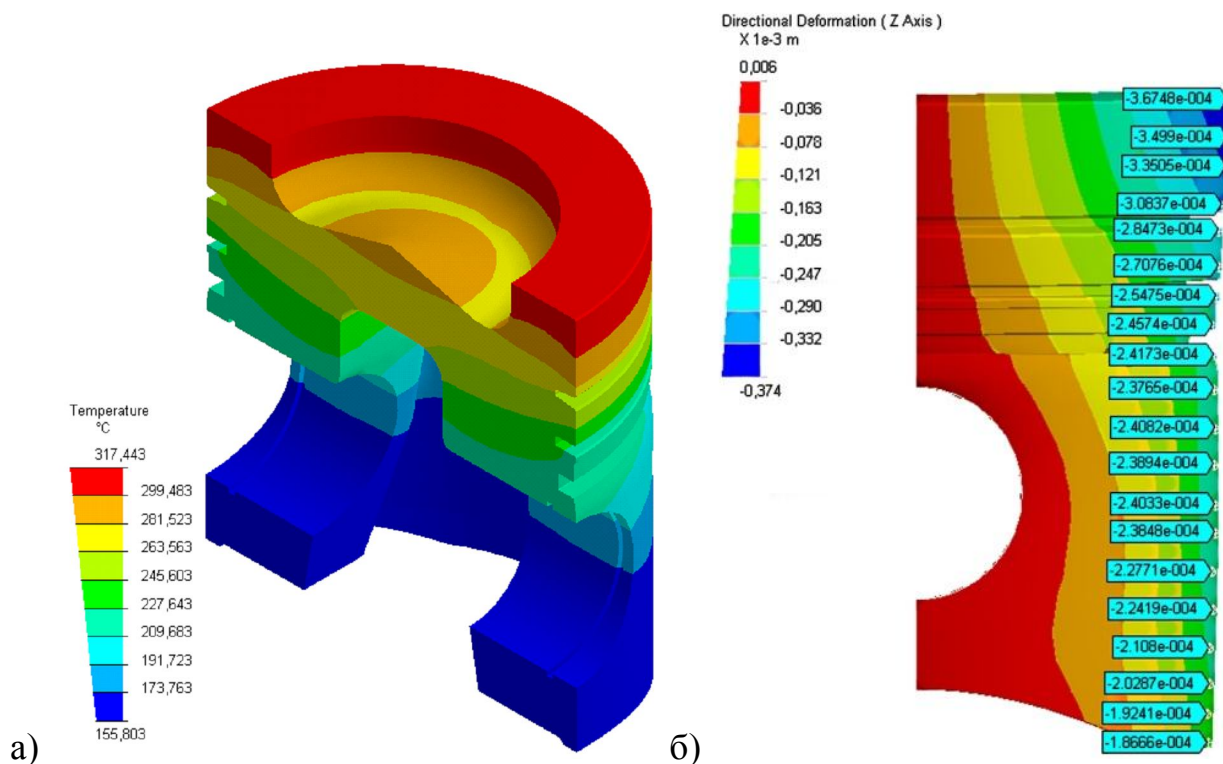 Temperature
°C
317,443
299,483
281,523
263,563
245,603
227,643
209,683
191,723
173,763
155,803
а)
Directional Deformation ( Z Axis )
X 1e-3 m
0,006
-0,036
-0,078
-0,121
-0,163
-0,205
-0,247
-0,290
-0,332
-0,374
-3.6748e-004
-3.499e-004
-3.3505e-004
-3.0837e-004
-2.8473e-004
-2.7076e-004
-2.5475e-004
-2.4574e-004
-2.4173e-004
-2.3765e-004
-2.4082e-004
-2.3894e-004
-2.4033e-004
-2.3848e-004
-2.2771e-004
-2.2419e-004
-2.108e-004
-2.0287e-004
-1.9241e-004
-1.8666e-004
б)